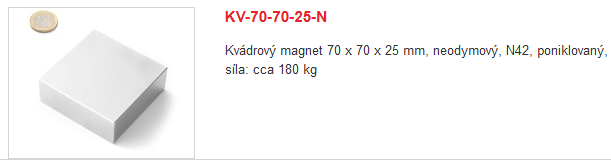 KV-70-70-25-N
Kvádrový magnet 70 x 70 x 25 mm, neodymový, N42, poniklovaný,
síla: cca 180 kg